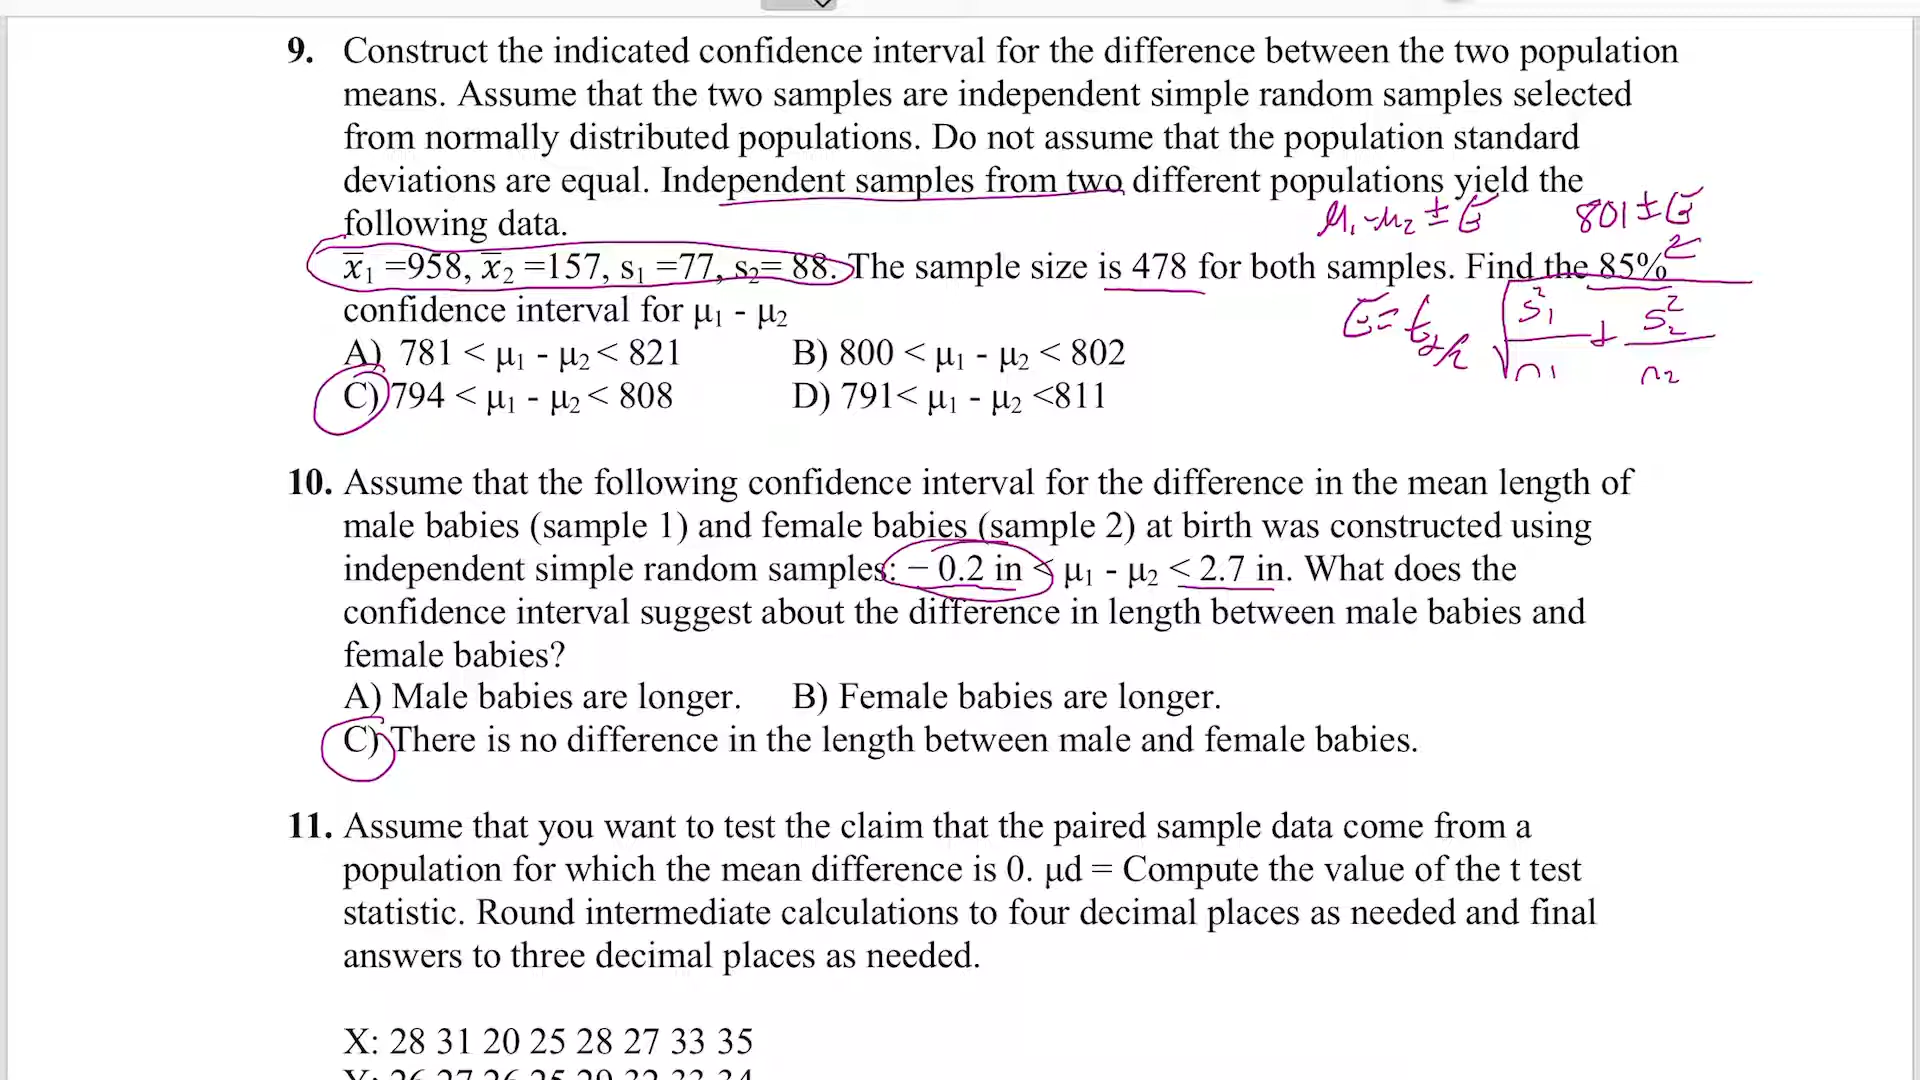 9. Construct the indicated confidence interval for the difference between the two population
means. Assume that the two samples are independent simple random samples selected
from normally distributed populations. Do not assume that the population standard
deviations are equal. Independent samples from two different populations yield the
following data.
μ₁ - μ₂ ± E 801 ± E
x̅₁ =958, x̅₂ =157, s₁ =77, s₂= 88. The sample size is 478 for both samples. Find the 85%
confidence interval for μ₁ - μ₂
E = tα/2 √ s₁²/n₁ + s₂²/n₂
A) 781 < μ₁ - μ₂ < 821 B) 800 < μ₁ - μ₂ < 802
C) 794 < μ₁ - μ₂ < 808 D) 791< μ₁ - μ₂ <811
10. Assume that the following confidence interval for the difference in the mean length of
male babies (sample 1) and female babies (sample 2) at birth was constructed using
independent simple random samples: − 0.2 in < μ₁ - μ₂ < 2.7 in. What does the
confidence interval suggest about the difference in length between male babies and
female babies?
A) Male babies are longer. B) Female babies are longer.
C) There is no difference in the length between male and female babies.
11. Assume that you want to test the claim that the paired sample data come from a
population for which the mean difference is 0. μd = Compute the value of the t test
statistic. Round intermediate calculations to four decimal places as needed and final
answers to three decimal places as needed.
X: 28 31 20 25 28 27 33 35